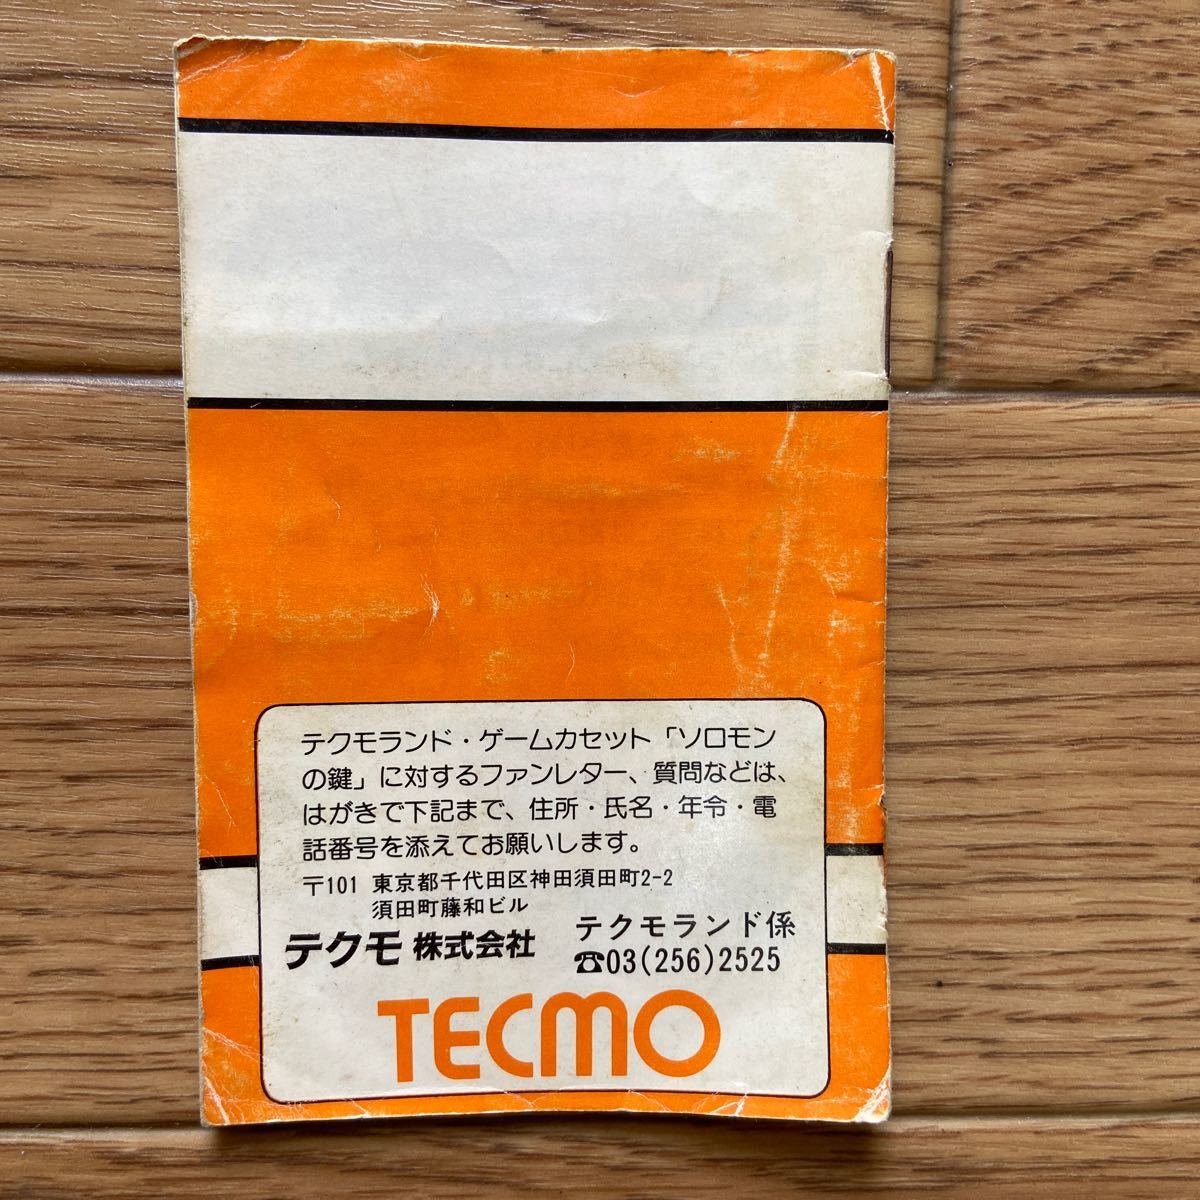 テクモランド・ゲームカセット「ソロモン
の鍵」に対するファンレター、質問などは、
はがきで下記まで、住所・氏名・年令・電
話番号を添えてお願いします。
〒101 東京都千代田区神田須田町2-2
須田町藤和ビル
テクモ 株式会社
テクモランド係
☎03(256)2525
TECMO